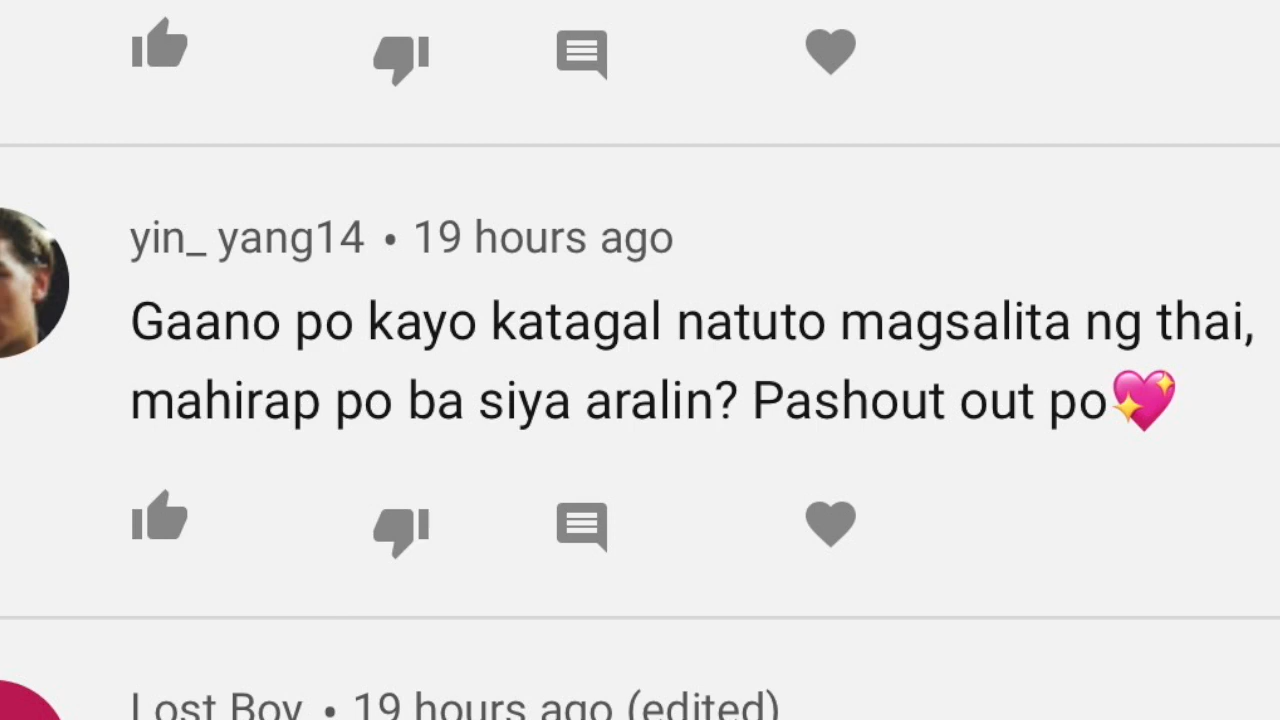 yin_ yang14 • 19 hours ago
Gaano po kayo katagal natuto magsalita ng thai,
mahirap po ba siya aralin? Pashout out po💖
Lost Boy • 19 hours ago (edited)